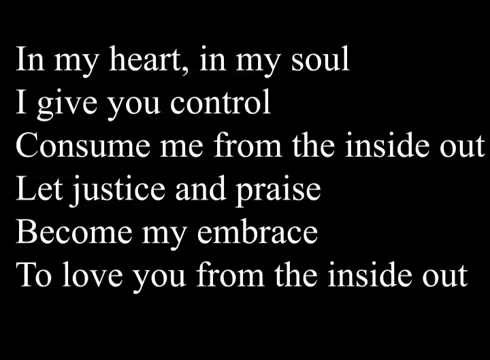 In my heart, in my soul
I give you control
Consume me from the inside out
Let justice and praise
Become my embrace
To love you from the inside out